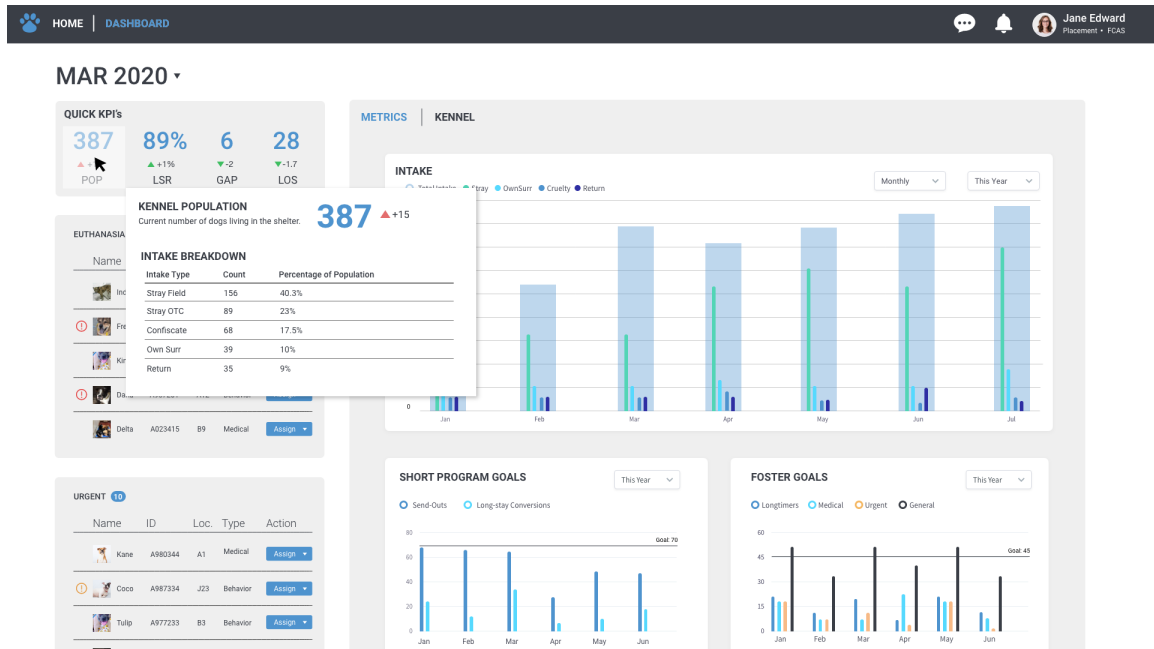 HOME DASHBOARD
Jane Edward
Placement • FCAS
MAR 2020
QUICK KPI's
387 89% 6 28
+1% -2 -1.7
POP LSR GAP LOS
KENNEL POPULATION
Current number of dogs living in the shelter.
387 +15
INTAKE BREAKDOWN
Intake Type Count Percentage of Population
Stray Field 156 40.3%
Stray OTC 89 23%
Confiscate 68 17.5%
Own Surr 39 10%
Return 35 9%
EUTHANASIA
Name
Delta A023415 B9 Medical Assign
URGENT 10
Name ID Loc. Type Action
Kane A980344 A1 Medical Assign
Coco A987334 J23 Behavior Assign
Tulip A977233 B3 Behavior Assign
METRICS KENNEL
INTAKE
Stray OwnSurr Cruelty Return
Monthly This Year
0
Jan Feb Mar Apr May Jun Jul
SHORT PROGRAM GOALS
This Year
Send-Outs Long-stay Conversions
80
Goal: 70
60
40
20
0
Jan Feb Mar Apr May Jun
FOSTER GOALS
This Year
Longtimers Medical Urgent General
60
Goal: 45
45
30
15
0
Jan Feb Mar Apr May Jun